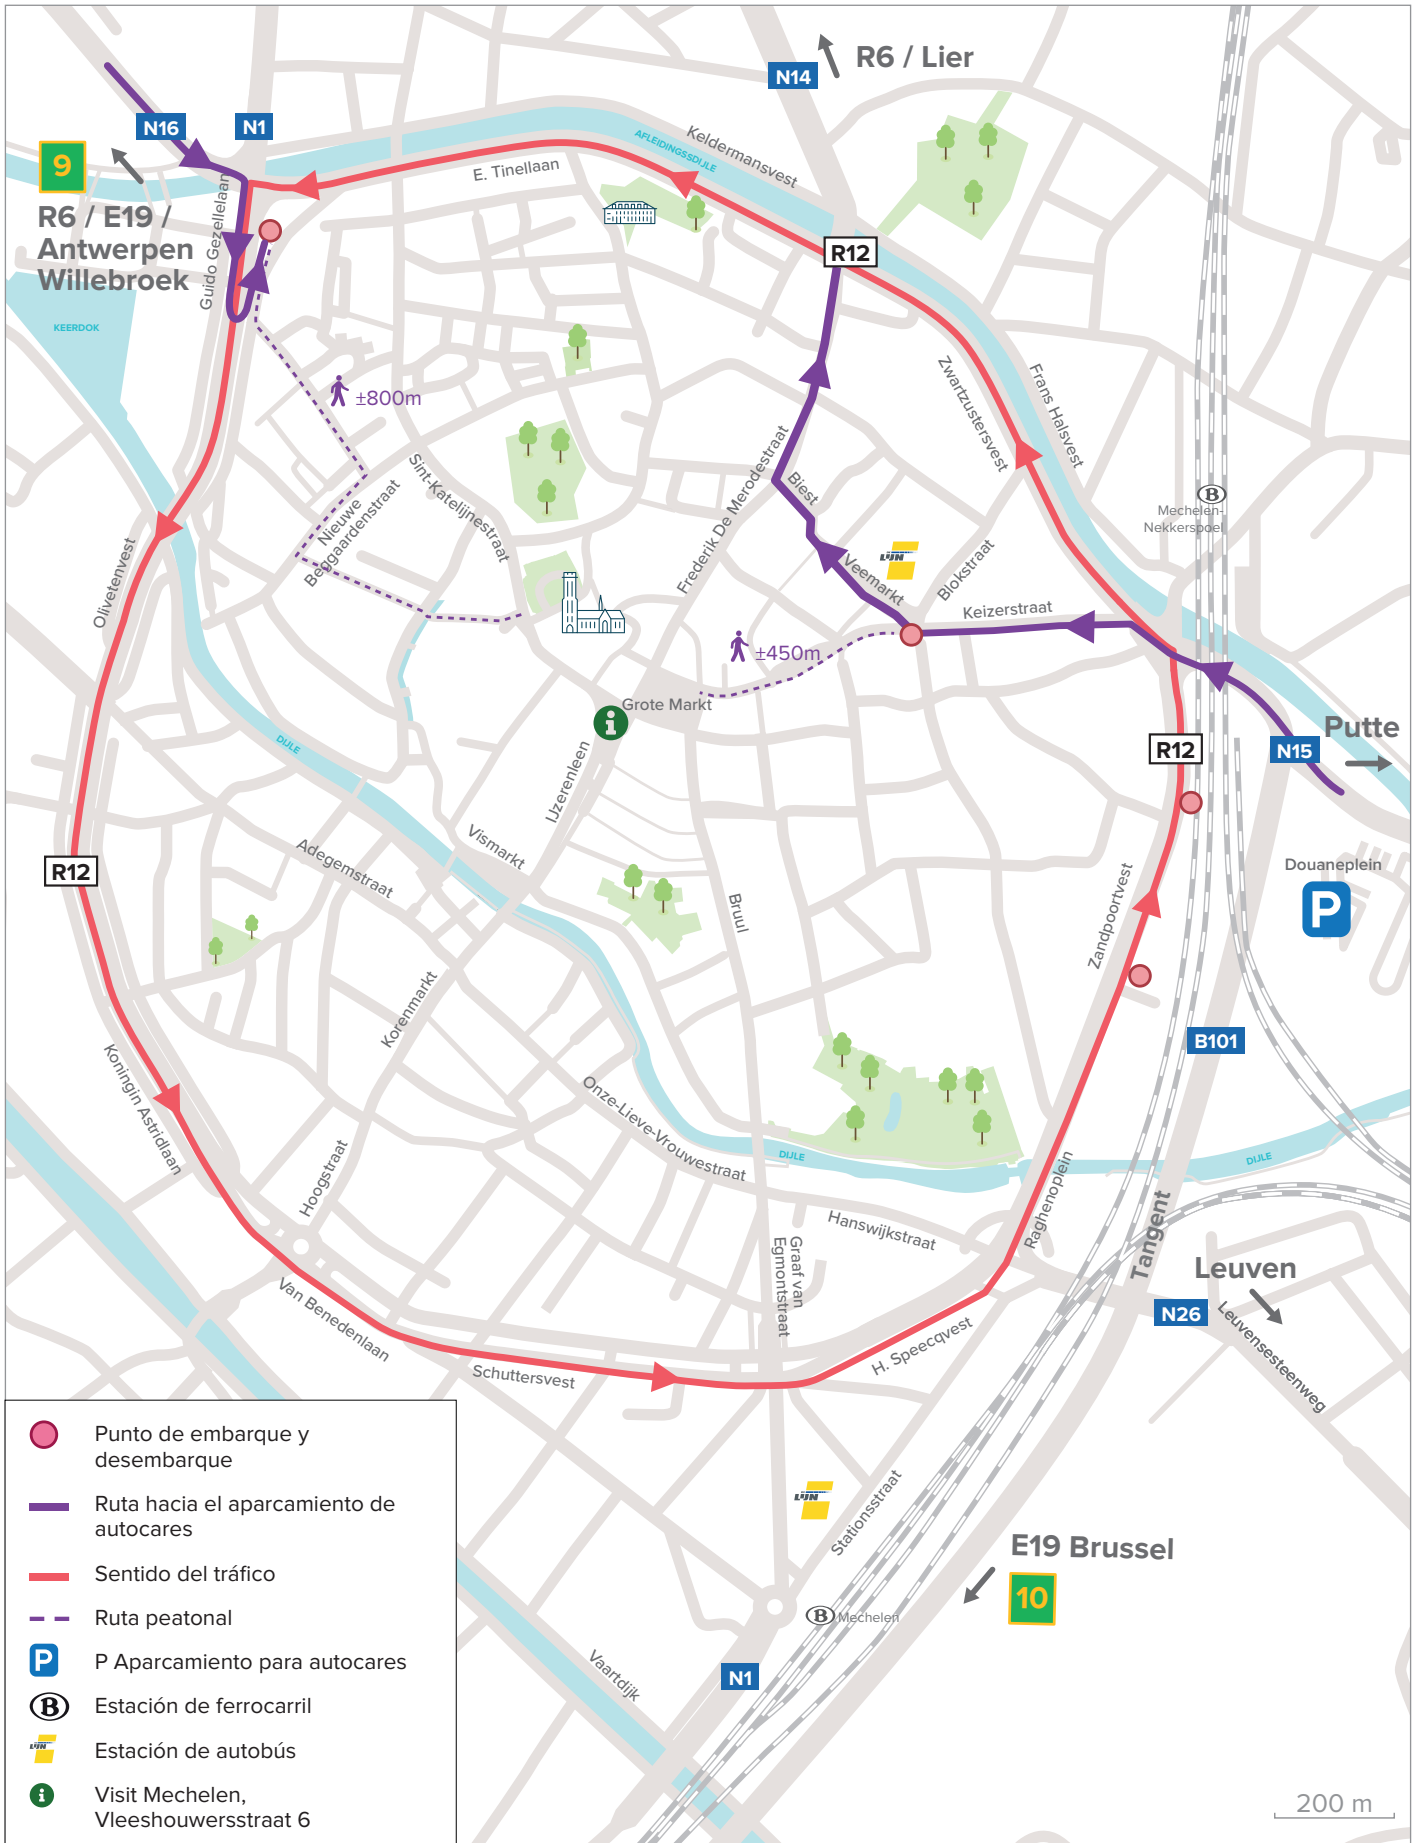 R6 / Lier
N14
N16
N1
9
R6 / E19 /
Antwerpen
Willebroek
Keldermansvest
AFLEIDINGSSDIJLE
E. Tinellaan
Guido Gezellelaan
R12
KEERDOK
Zwartzustersvest
Frans Halsvest
±800m
Sint-Katelijnestraat
Nieuwe
Beggaardenstraat
Frederik De Merodestraat
Biest
B
Mechelen-
Nekkerspoel
LIJN
Veemarkt
Blokstraat
Keizerstraat
Olivetenvest
±450m
Grote Markt
i
Putte
R12
N15
DIJLE
IJzerenleen
Vismarkt
Adegemstraat
R12
Douaneplein
P
Bruul
Zandpoortvest
Korenmarkt
B101
Koningin Astridlaan
Onze-Lieve-Vrouwestraat
DIJLE
DIJLE
Hoogstraat
Raghenoplein
Hanswijkstraat
Tangent
Graaf van
Egmontstraat
Leuven
N26
Leuvensesteenweg
Van Benedenlaan
H. Speecqvest
Schuttersvest
LIJN
Stationsstraat
E19 Brussel
10
B
Mechelen
Vaartdijk
N1
Punto de embarque y
desembarque
Ruta hacia el aparcamiento de
autocares
Sentido del tráfico
Ruta peatonal
P
P Aparcamiento para autocares
B
Estación de ferrocarril
LIJN
Estación de autobús
i
Visit Mechelen,
Vleeshouwersstraat 6
200 m